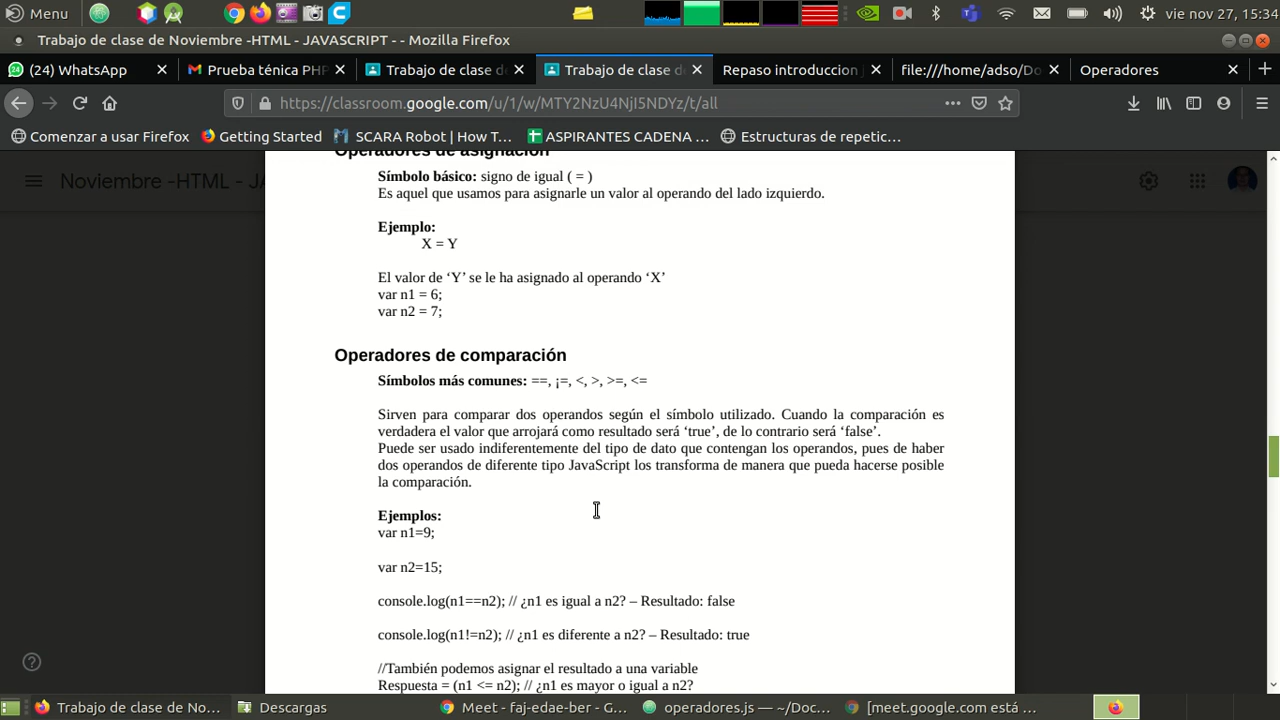 Menu vie nov 27, 15:34
Trabajo de clase de Noviembre -HTML - JAVASCRIPT - - Mozilla Firefox
(24) WhatsApp Prueba ténica PHP Trabajo de clase d Trabajo de clase de Repaso introduccion file:///home/adso/Do Operadores
https://classroom.google.com/u/1/w/MTY2NzU4NjI5NDYz/t/all
Comenzar a usar Firefox Getting Started SCARA Robot | How T... ASPIRANTES CADENA ... Estructuras de repetic...
Noviembre -HTML - JA
Operadores de asignación
Símbolo básico: signo de igual ( = )
Es aquel que usamos para asignarle un valor al operando del lado izquierdo.
Ejemplo:
X = Y
El valor de ‘Y’ se le ha asignado al operando ‘X’
var n1 = 6;
var n2 = 7;
Operadores de comparación
Símbolos más comunes: ==, ¡=, <, >, >=, <=
Sirven para comparar dos operandos según el símbolo utilizado. Cuando la comparación es
verdadera el valor que arrojará como resultado será ‘true’, de lo contrario será ‘false’.
Puede ser usado indiferentemente del tipo de dato que contengan los operandos, pues de haber
dos operandos de diferente tipo JavaScript los transforma de manera que pueda hacerse posible
la comparación.
Ejemplos:
var n1=9;
var n2=15;
console.log(n1==n2); // ¿n1 es igual a n2? – Resultado: false
console.log(n1!=n2); // ¿n1 es diferente a n2? – Resultado: true
//También podemos asignar el resultado a una variable
Respuesta = (n1 <= n2); // ¿n1 es mayor o igual a n2?
Trabajo de clase de No... Descargas Meet - faj-edae-ber - G... operadores.js — ~/Doc... [meet.google.com está ...